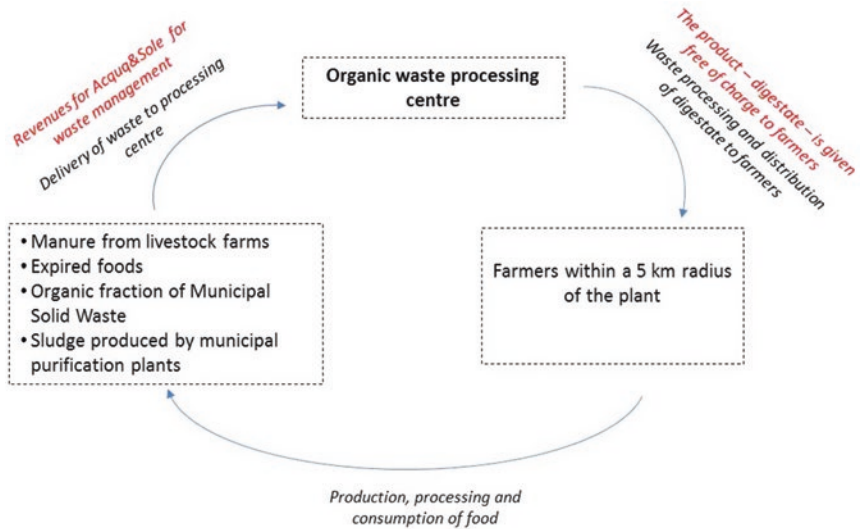 Revenues for Acquq&Sole for
waste management
Delivery of waste to processing
centre
Organic waste processing
centre
The product – digestate – is given
free of charge to farmers
Waste processing and distribution
of digestate to farmers
• Manure from livestock farms
• Expired foods
• Organic fraction of Municipal
Solid Waste
• Sludge produced by municipal
purification plants
Farmers within a 5 km radius
of the plant
Production, processing and
consumption of food